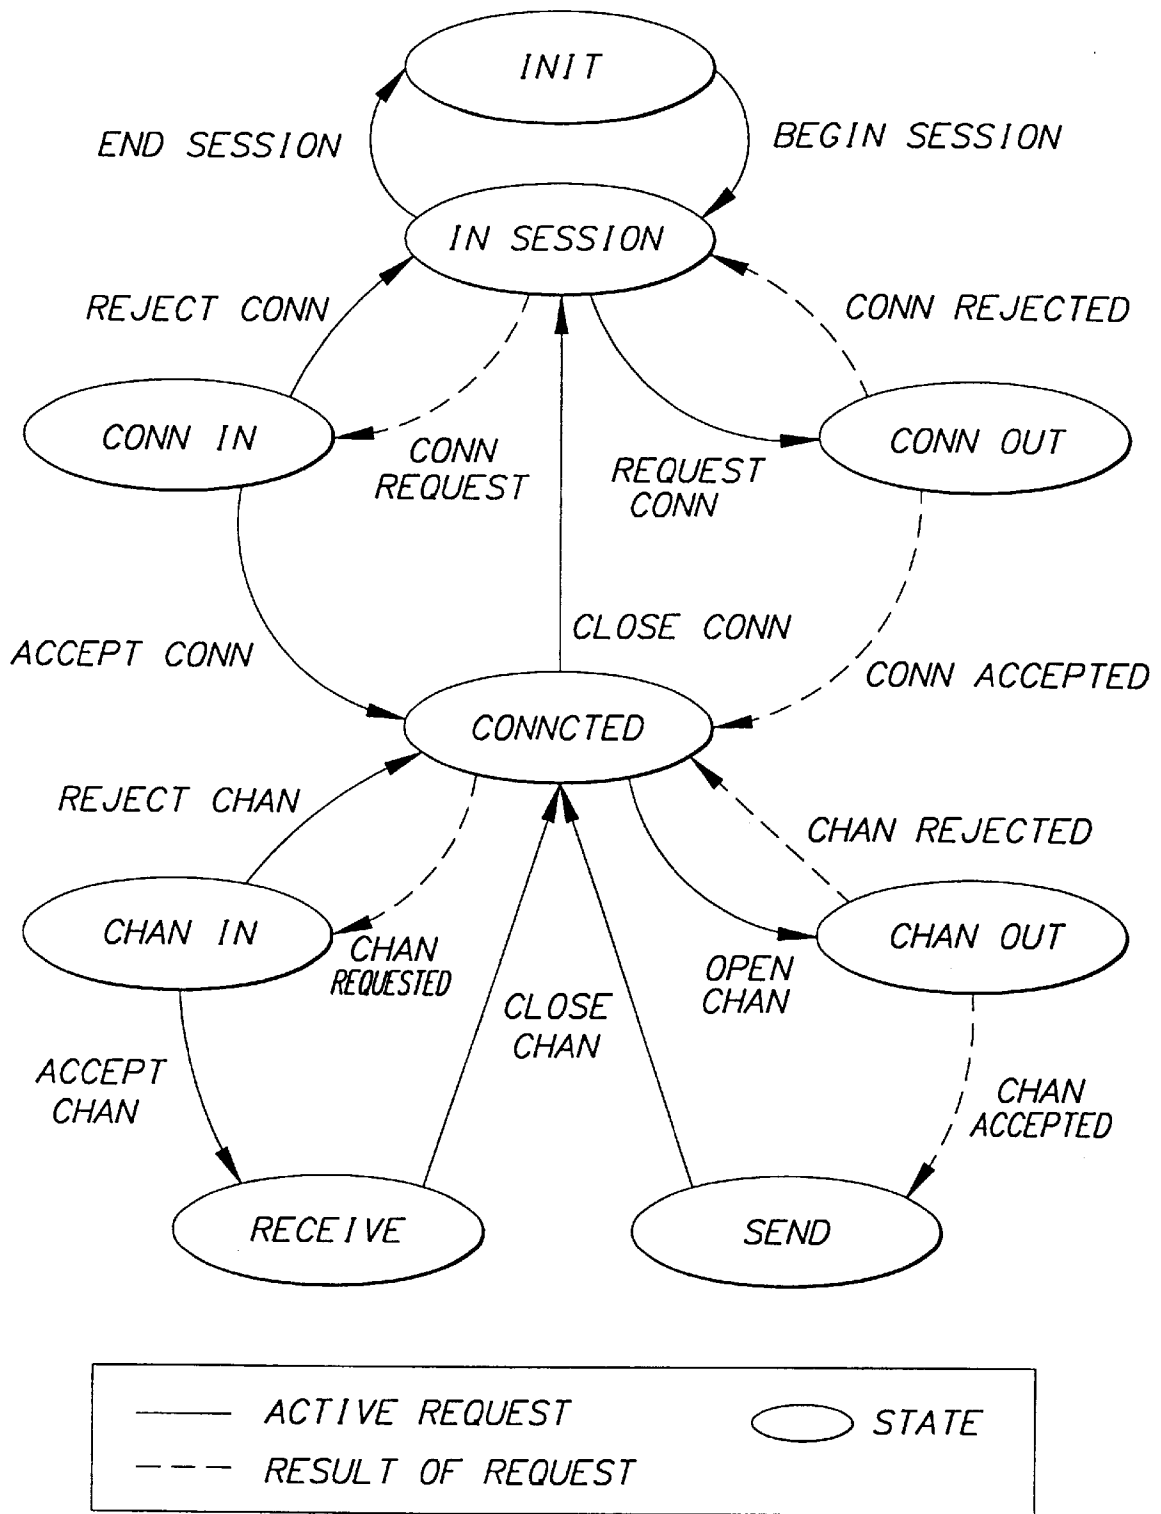 INIT
END SESSION
BEGIN SESSION
IN SESSION
REJECT CONN
CONN REJECTED
CONN IN
CONN
REQUEST
REQUEST
CONN
CONN OUT
ACCEPT CONN
CLOSE CONN
CONN ACCEPTED
CONNCTED
REJECT CHAN
CHAN REJECTED
CHAN IN
CHAN
REQUESTED
CLOSE
CHAN
OPEN
CHAN
CHAN OUT
ACCEPT
CHAN
CHAN
ACCEPTED
RECEIVE
SEND
ACTIVE REQUEST
STATE
RESULT OF REQUEST